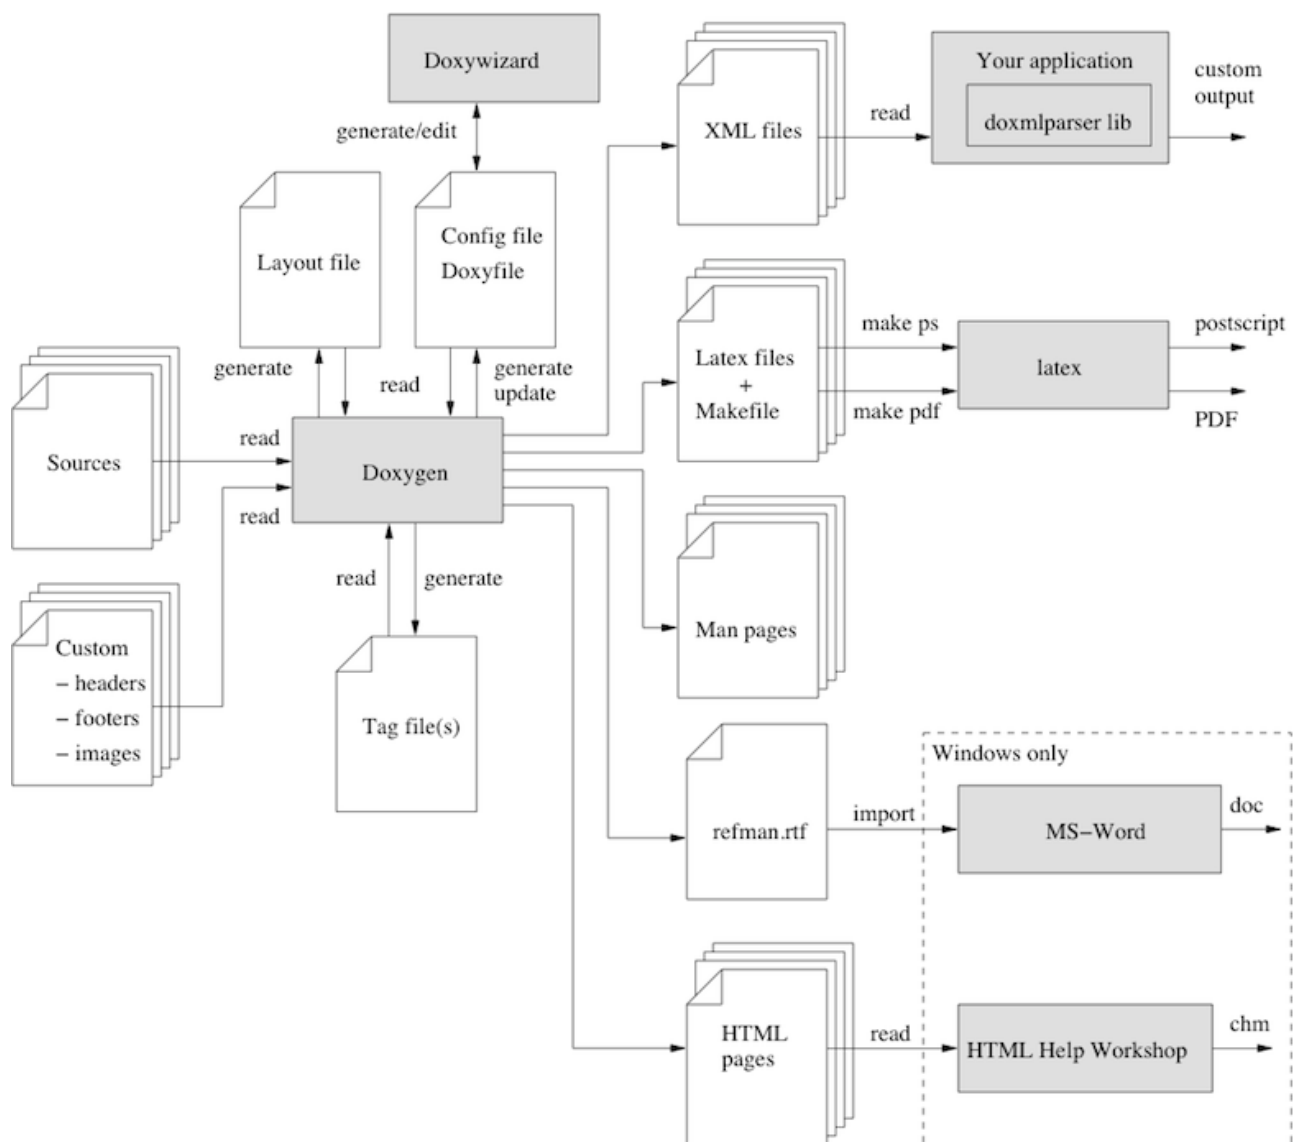 Doxywizard
Your application
doxmlparser lib
custom
output
read
XML files
generate/edit
Layout file
Config file
Doxyfile
make ps
postscript
Latex files
+
Makefile
latex
make pdf
PDF
generate
read
generate
update
Sources
read
Doxygen
read
read
generate
Man pages
Custom
– headers
– footers
– images
Tag file(s)
Windows only
refman.rtf
import
MS–Word
doc
HTML
pages
read
HTML Help Workshop
chm